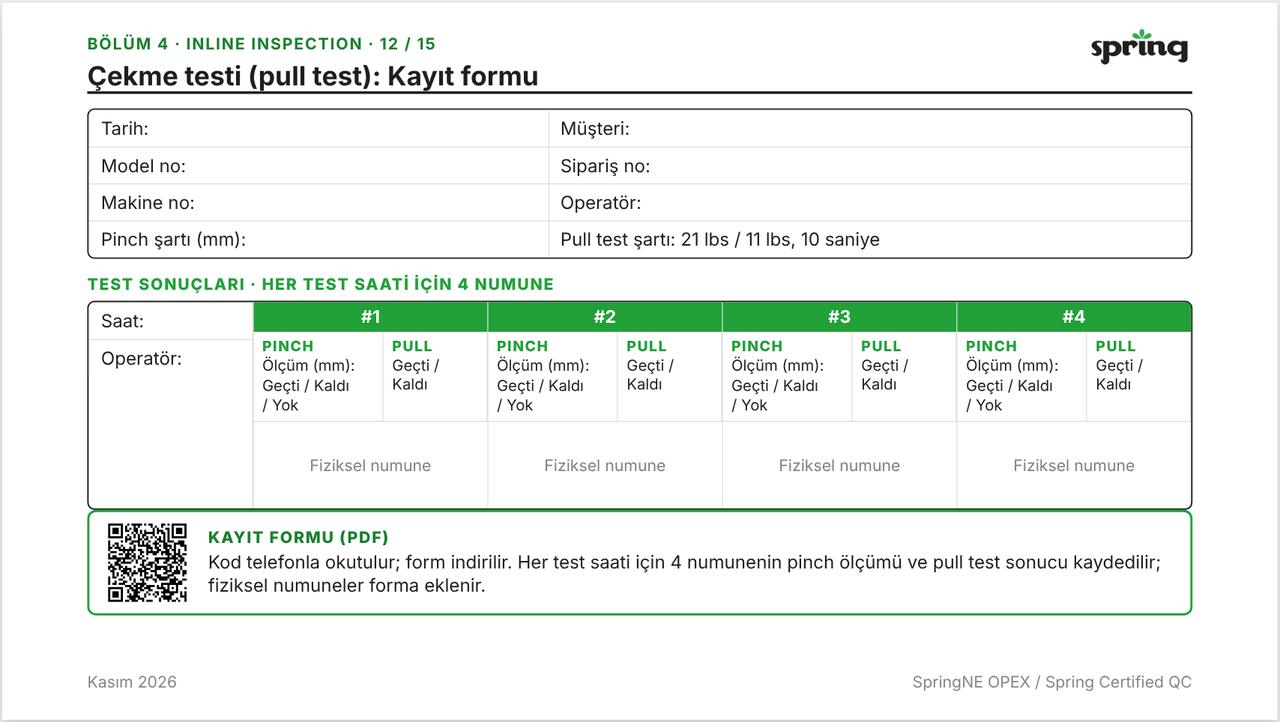 BÖLÜM 4 · INLINE INSPECTION · 12 / 15
spring
Çekme testi (pull test): Kayıt formu
Tarih:
Müşteri:
Model no:
Sipariş no:
Makine no:
Operatör:
Pinch şartı (mm):
Pull test şartı: 21 lbs / 11 lbs, 10 saniye
TEST SONUÇLARI · HER TEST SAATİ İÇİN 4 NUMUNE
Saat:
Operatör:
#1
#2
#3
#4
PINCH
Ölçüm (mm):
Geçti / Kaldı
/ Yok
PULL
Geçti /
Kaldı
PINCH
Ölçüm (mm):
Geçti / Kaldı
/ Yok
PULL
Geçti /
Kaldı
PINCH
Ölçüm (mm):
Geçti / Kaldı
/ Yok
PULL
Geçti /
Kaldı
PINCH
Ölçüm (mm):
Geçti / Kaldı
/ Yok
PULL
Geçti /
Kaldı
Fiziksel numune
Fiziksel numune
Fiziksel numune
Fiziksel numune
KAYIT FORMU (PDF)
Kod telefonla okutulur; form indirilir. Her test saati için 4 numunenin pinch ölçümü ve pull test sonucu kaydedilir;
fiziksel numuneler forma eklenir.
Kasım 2026
SpringNE OPEX / Spring Certified QC